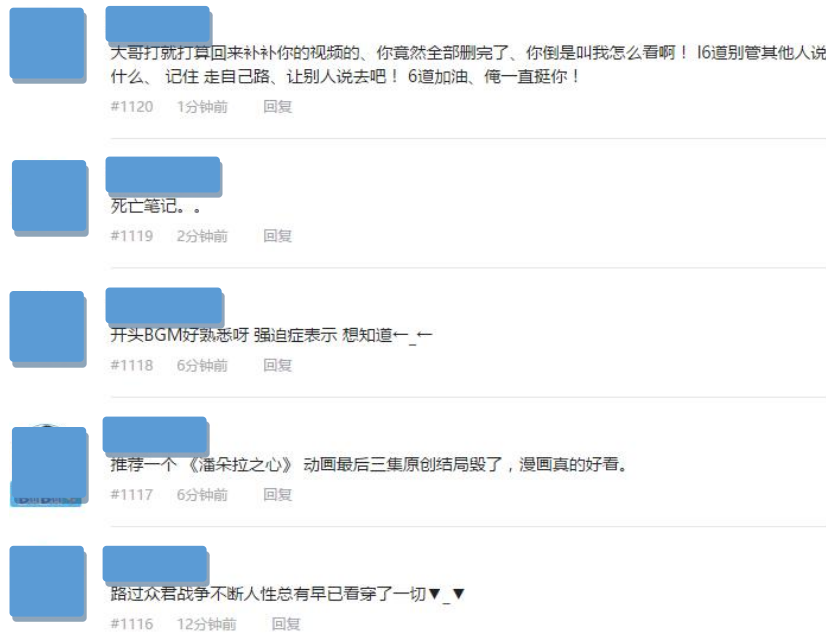 大哥打就打算回来补补你的视频的、你竟然全部删完了、你倒是叫我怎么看啊！ l6道别管其他人说
什么、 记住 走自己路、让别人说去吧！ 6道加油、俺一直挺你！
#1120 1分钟前 回复
死亡笔记。。
#1119 2分钟前 回复
开头BGM好熟悉呀 强迫症表示 想知道←_←
#1118 6分钟前 回复
推荐一个 《潘朵拉之心》 动画最后三集原创结局毁了，漫画真的好看。
#1117 6分钟前 回复
路过众君战争不断人性总有早已看穿了一切▼_▼
#1116 12分钟前 回复